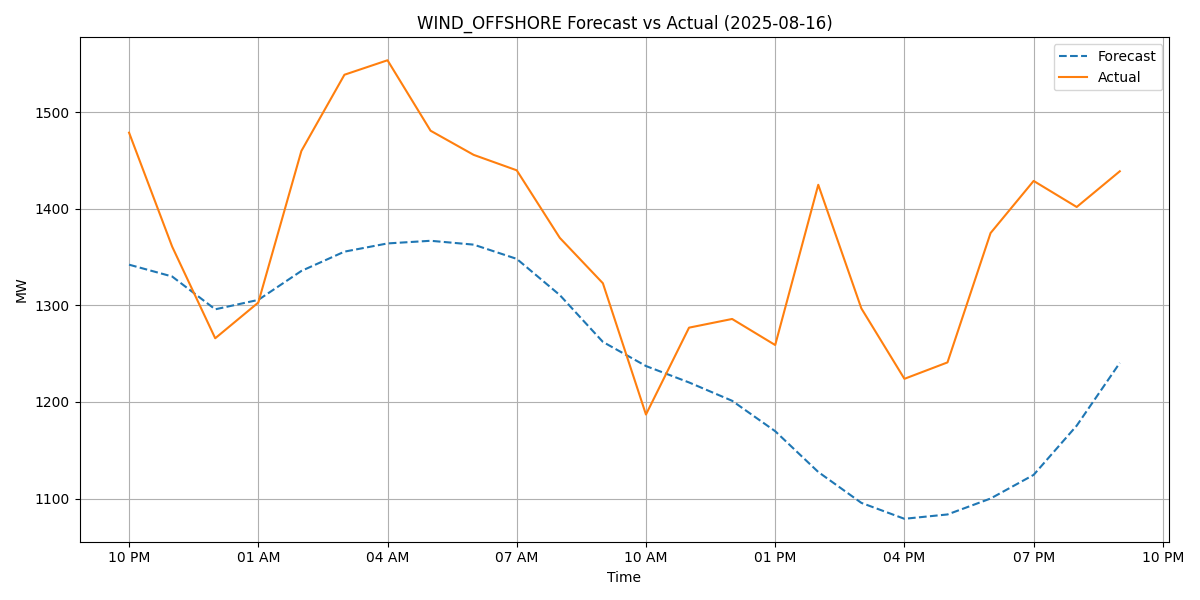 WIND_OFFSHORE Forecast vs Actual (2025-08-16)
Forecast
Actual
1500
1400
1300
1200
1100
MW
10 PM
01 AM
04 AM
07 AM
10 AM
01 PM
04 PM
07 PM
10 PM
Time